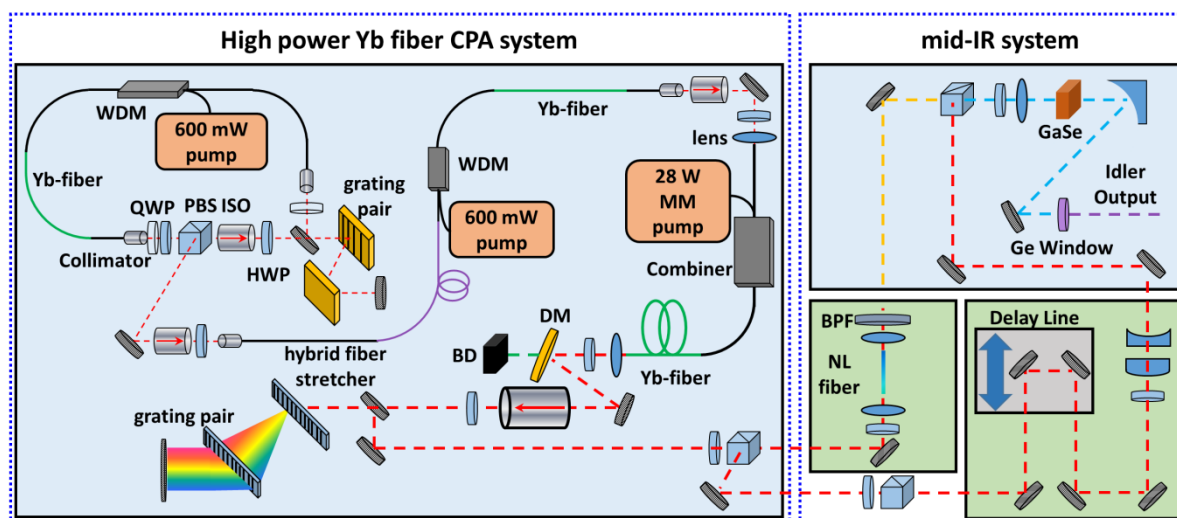 High power Yb fiber CPA system
WDM
600 mW
pump
Yb-fiber
QWP
PBS
ISO
grating
pair
Collimator
HWP
hybrid fiber
stretcher
WDM
600 mW
pump
Yb-fiber
lens
28 W
MM
pump
Combiner
DM
BD
Yb-fiber
grating pair
mid-IR system
GaSe
Idler
Output
Ge Window
BPF
NL
fiber
Delay Line